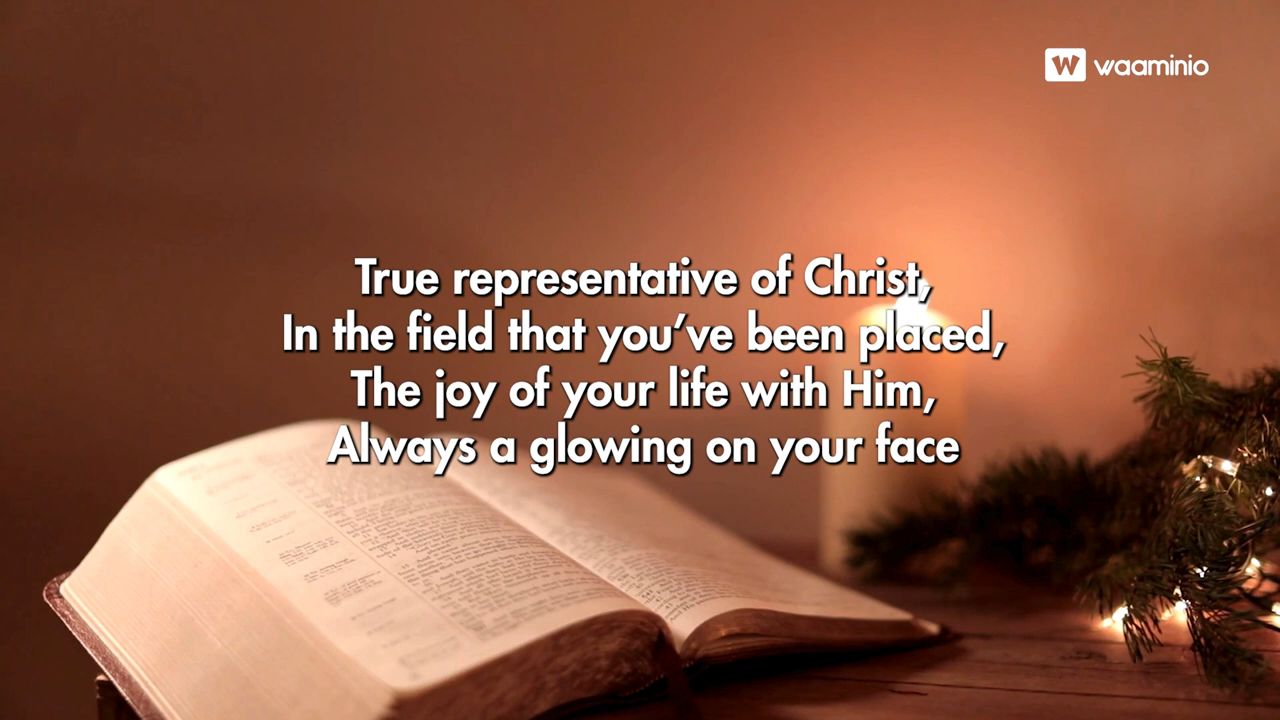 waaminio
True representative of Christ,
In the field that you’ve been placed,
The joy of your life with Him,
Always a glowing on your face